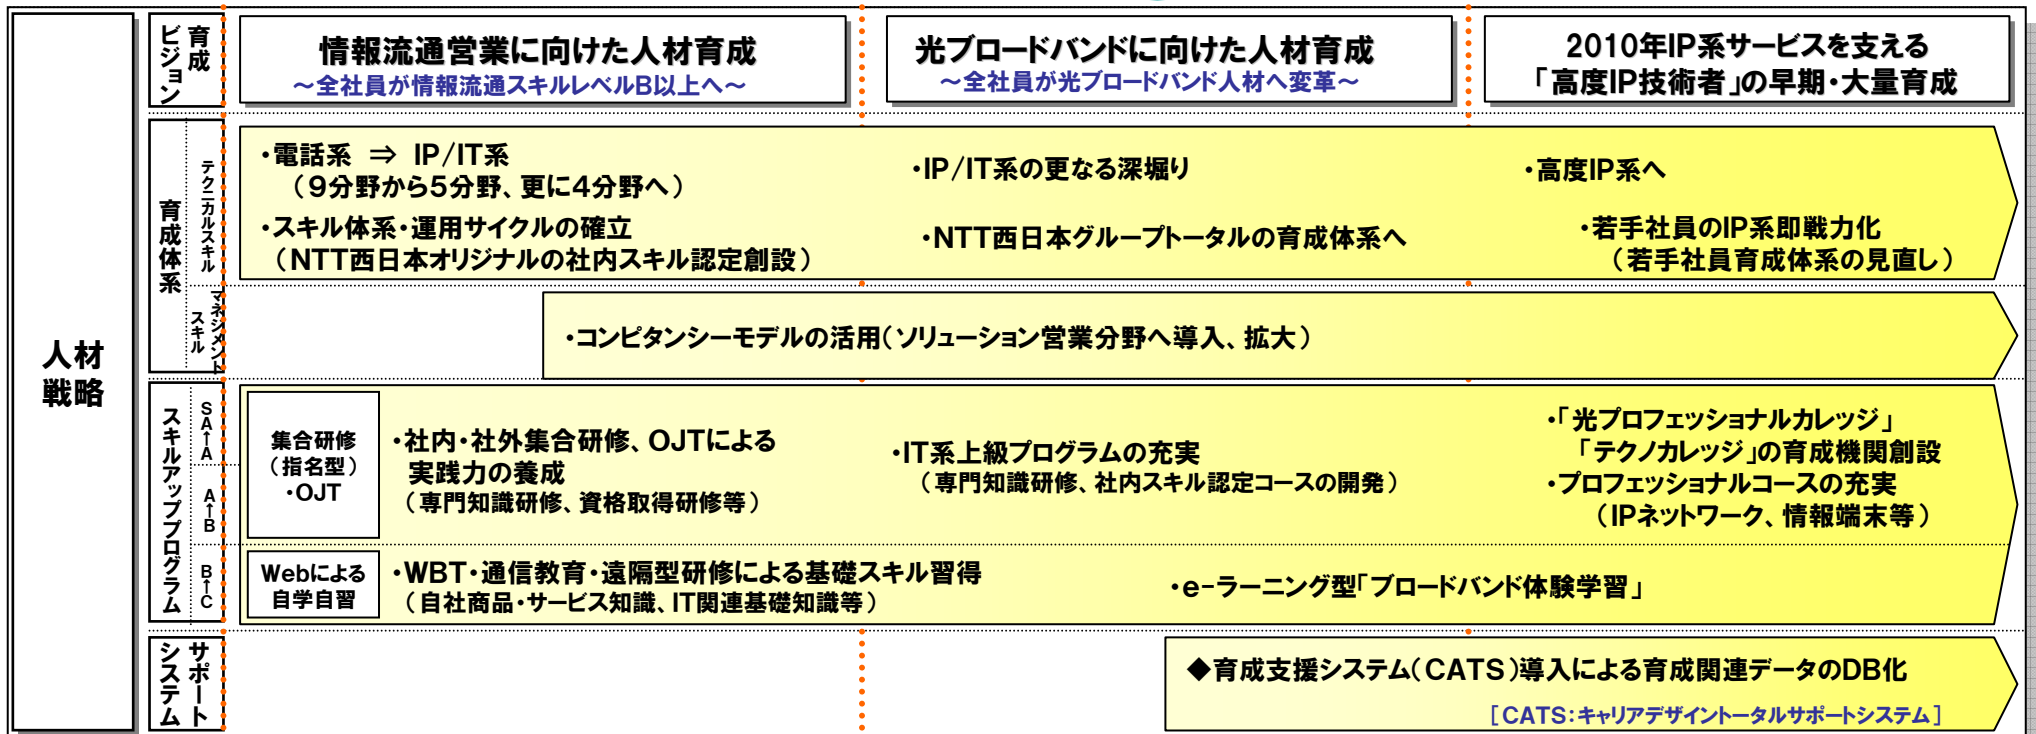 人材
戦略
育成
ビジョン
情報流通営業に向けた人材育成
～全社員が情報流通スキルレベルB以上へ～
光ブロードバンドに向けた人材育成
～全社員が光ブロードバンド人材へ変革～
2010年IP系サービスを支える
「高度IP技術者」の早期・大量育成
育成体系
テクニカルスキル
・電話系 ⇒ IP/IT系
（９分野から５分野、更に４分野へ）
・スキル体系・運用サイクルの確立
（NTT西日本オリジナルの社内スキル認定創設）
・IP/IT系の更なる深堀り
・NTT西日本グループトータルの育成体系へ
・高度IP系へ
・若手社員のIP系即戦力化
（若手社員育成体系の見直し）
マネジメント
スキル
・コンピタンシーモデルの活用（ソリューション営業分野へ導入、拡大）
スキルアッププログラム
SA↑A
A↑B
B↑C
集合研修
（指名型）
・OJT
・社内・社外集合研修、OJTによる
実践力の養成
（専門知識研修、資格取得研修等）
・IT系上級プログラムの充実
（専門知識研修、社内スキル認定コースの開発）
・「光プロフェッショナルカレッジ」
「テクノカレッジ」の育成機関創設
・プロフェッショナルコースの充実
（IPネットワーク、情報端末等）
Webによる
自学自習
・WBT・通信教育・遠隔型研修による基礎スキル習得
（自社商品・サービス知識、IT関連基礎知識等）
・e-ラーニング型「ブロードバンド体験学習」
サポート
システム
◆育成支援システム（CATS）導入による育成関連データのDB化
［CATS：キャリアデザイントータルサポートシステム］